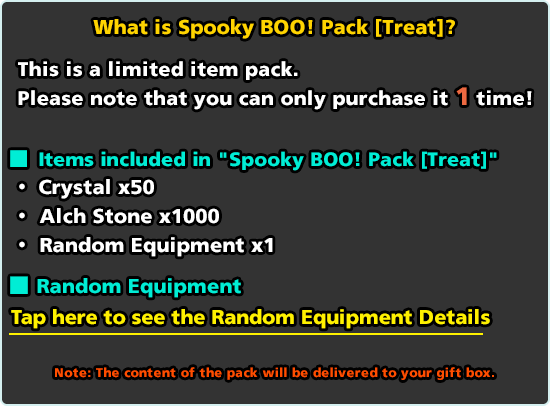 What is Spooky BOO! Pack [Treat]?
This is a limited item pack.
Please note that you can only purchase it 1 time!
■ Items included in "Spooky BOO! Pack [Treat]"
• Crystal x50
• Alch Stone x1000
• Random Equipment x1
■ Random Equipment
Tap here to see the Random Equipment Details
Note: The content of the pack will be delivered to your gift box.